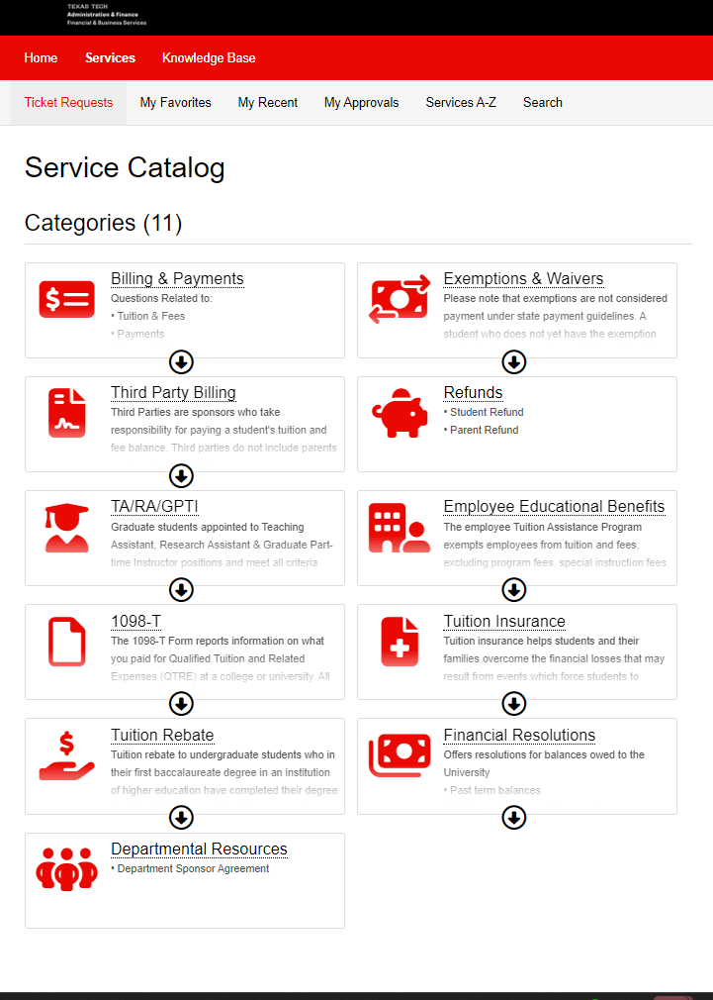 TEXAS TECH
Administration & Finance
Financial & Business Services
Home Services Knowledge Base
Ticket Requests My Favorites My Recent My Approvals Services A-Z Search
Service Catalog
Categories (11)
Billing & Payments
Questions Related to:
• Tuition & Fees
• Payments
Exemptions & Waivers
Please note that exemptions are not considered
payment under state payment guidelines. A
student who does not yet have the exemption
Third Party Billing
Third Parties are sponsors who take
responsibility for paying a student's tuition and
fee balance. Third parties do not include parents
Refunds
• Student Refund
• Parent Refund
TA/RA/GPTI
Graduate students appointed to Teaching
Assistant, Research Assistant & Graduate Part-
time Instructor positions and meet all criteria
Employee Educational Benefits
The employee Tuition Assistance Program
exempts employees from tuition and fees,
excluding program fees, special instruction fees,
1098-T
The 1098-T Form reports information on what
you paid for Qualified Tuition and Related
Expenses (QTRE) at a college or university. All
Tuition Insurance
Tuition insurance helps students and their
families overcome the financial losses that may
result from events which force students to
Tuition Rebate
Tuition rebate to undergraduate students who in
their first baccalaureate degree in an institution
of higher education have completed their degree
Financial Resolutions
Offers resolutions for balances owed to the
University
• Past term balances
Departmental Resources
• Department Sponsor Agreement